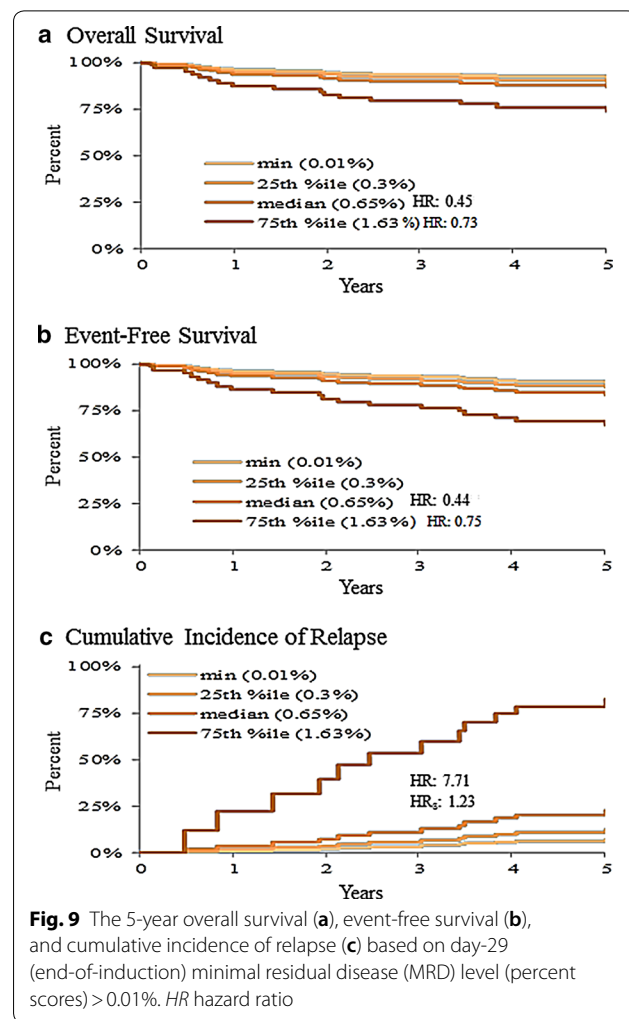 a Overall Survival
100%
75%
50%
25%
0%
Percent
min (0.01%)
25th %ile (0.3%)
median (0.65%) HR: 0.45
75th %ile (1.63%) HR: 0.73
0 1 2 3 4 5
Years
b Event-Free Survival
100%
75%
50%
25%
0%
Percent
min (0.01%)
25th %ile (0.3%)
median (0.65%) HR: 0.44
75th %ile (1.63%) HR: 0.75
0 1 2 3 4 5
Years
c Cumulative Incidence of Relapse
100%
75%
50%
25%
0%
Percent
min (0.01%)
25th %ile (0.3%)
median (0.65%)
75th %ile (1.63%)
HR: 7.71
HR₈: 1.23
0 1 2 3 4 5
Years
Fig. 9 The 5-year overall survival (a), event-free survival (b),
and cumulative incidence of relapse (c) based on day-29
(end-of-induction) minimal residual disease (MRD) level (percent
scores) > 0.01%. HR hazard ratio